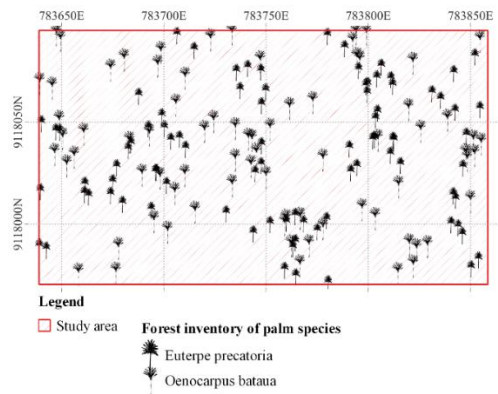 783650E 783700E 783750E 783800E 783850E
9118050N
9118000N
Legend
Study area
Forest inventory of palm species
Euterpe precatoria
Oenocarpus bataua